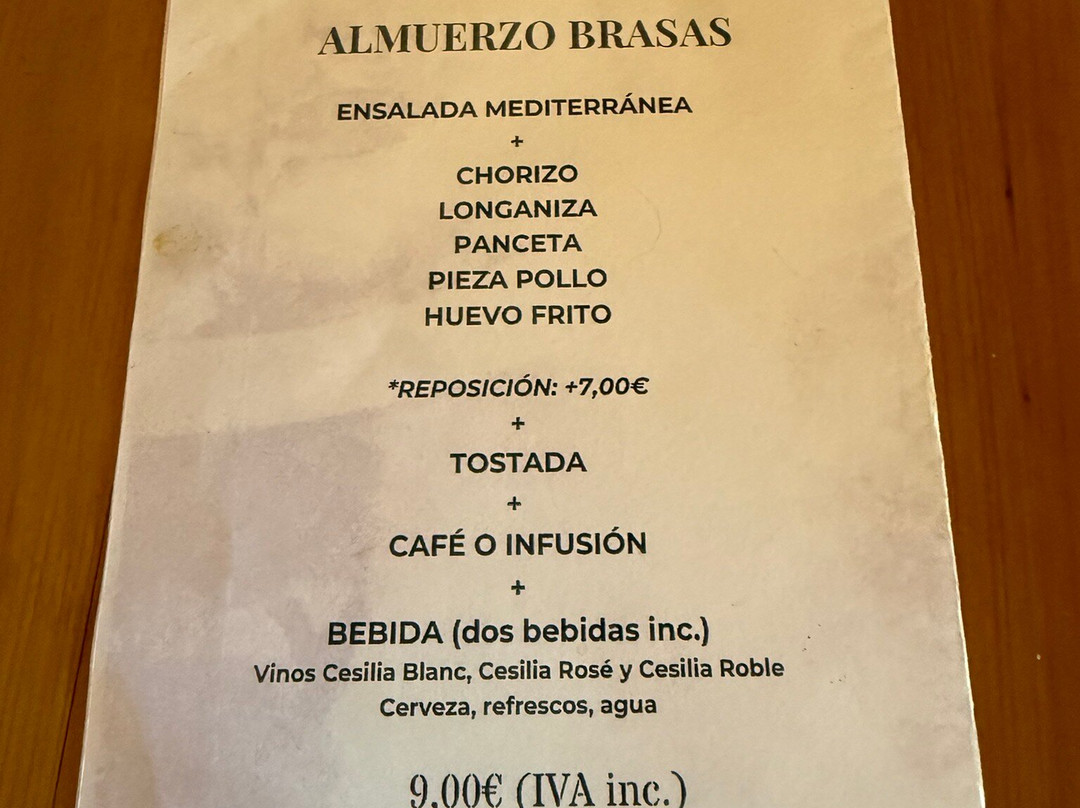 ALMUERZO BRASAS
ENSALADA MEDITERRÁNEA
+
CHORIZO
LONGANIZA
PANCETA
PIEZA POLLO
HUEVO FRITO
*REPOSICIÓN: +7,00€
+
TOSTADA
+
CAFÉ O INFUSIÓN
+
BEBIDA (dos bebidas inc.)
Vinos Cesilia Blanc, Cesilia Rosé y Cesilia Roble
Cerveza, refrescos, agua
9,00€ (IVA inc.)